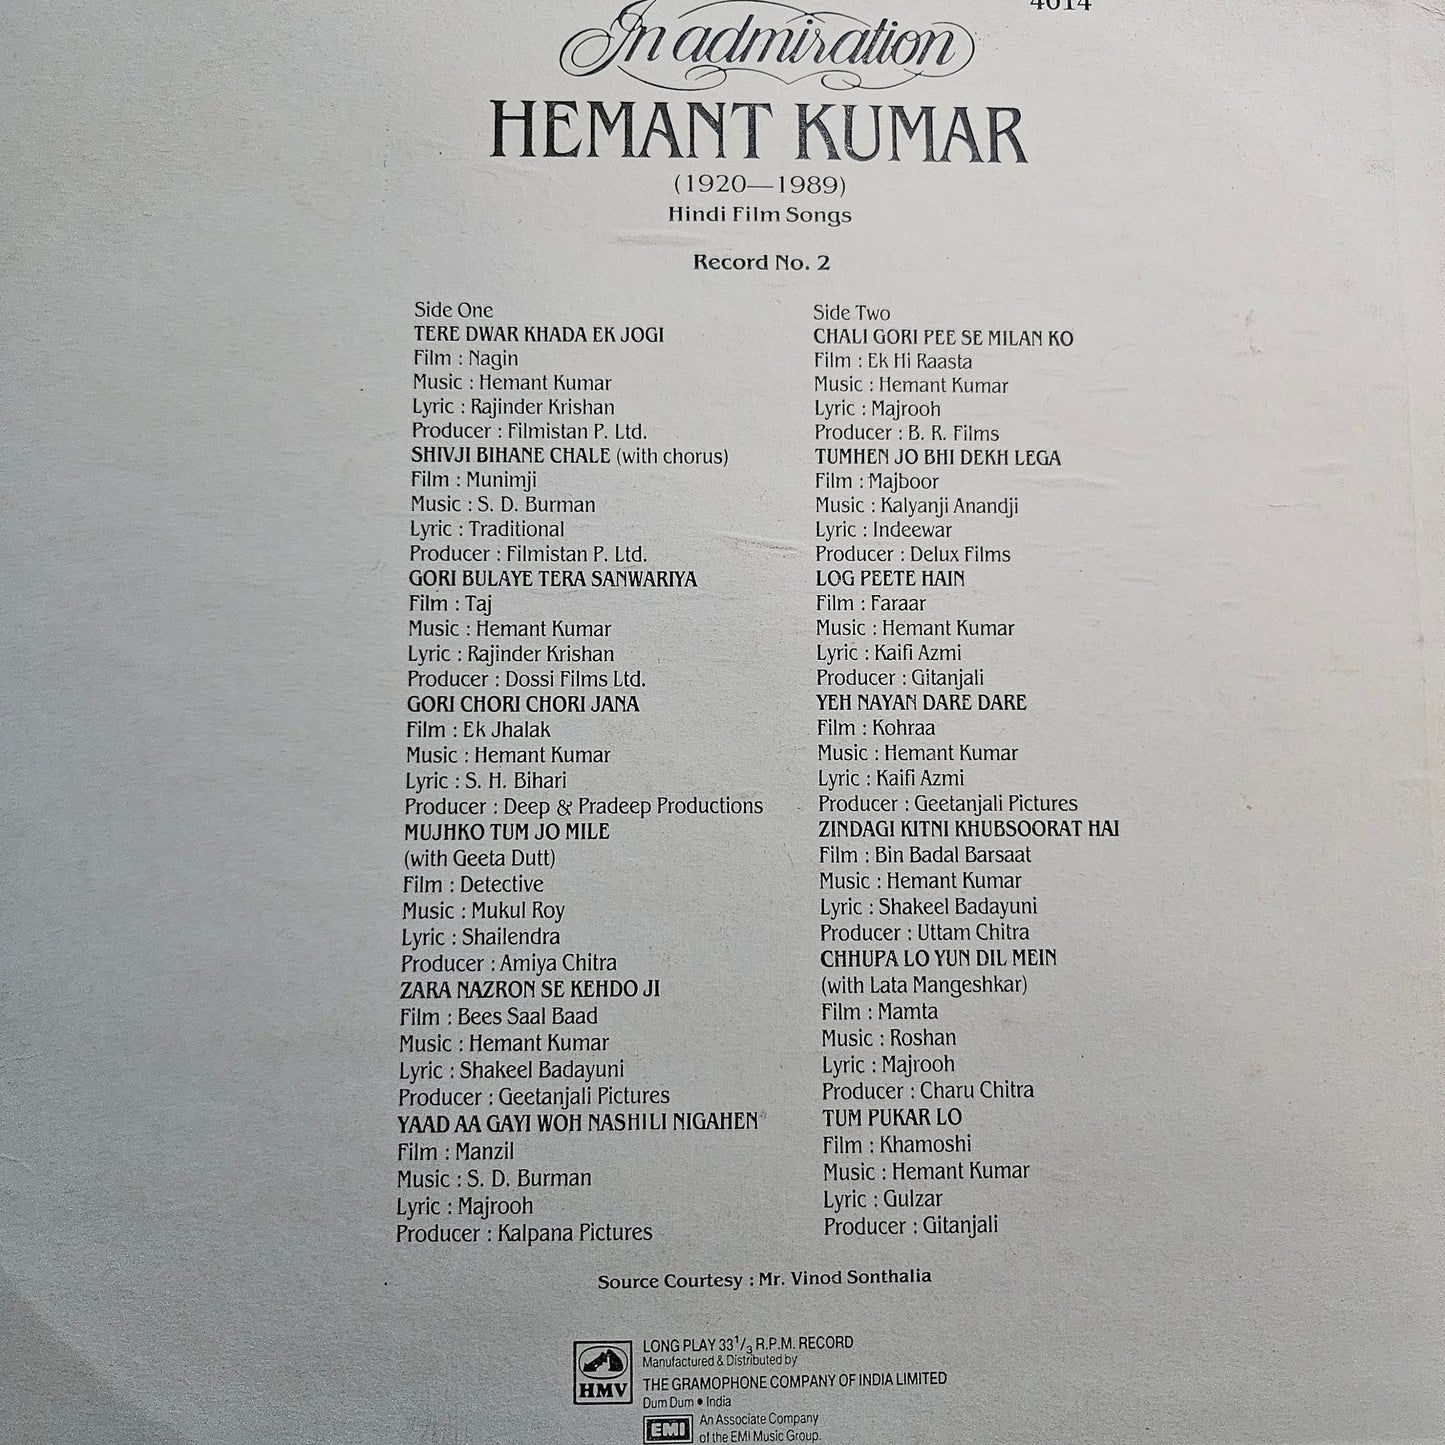 4014
In admiration
HEMANT KUMAR
(1920—1989)
Hindi Film Songs
Record No. 2
Side One
TERE DWAR KHADA EK JOGI
Film : Nagin
Music : Hemant Kumar
Lyric : Rajinder Krishan
Producer : Filmistan P. Ltd.
SHIVJI BIHANE CHALE (with chorus)
Film : Munimji
Music : S. D. Burman
Lyric : Traditional
Producer : Filmistan P. Ltd.
GORI BULAYE TERA SANWARIYA
Film : Taj
Music : Hemant Kumar
Lyric : Rajinder Krishan
Producer : Dossi Films Ltd.
GORI CHORI CHORI JANA
Film : Ek Jhalak
Music : Hemant Kumar
Lyric : S. H. Bihari
Producer : Deep & Pradeep Productions
MUJHKO TUM JO MILE
(with Geeta Dutt)
Film : Detective
Music : Mukul Roy
Lyric : Shailendra
Producer : Amiya Chitra
ZARA NAZRON SE KEHDO JI
Film : Bees Saal Baad
Music : Hemant Kumar
Lyric : Shakeel Badayuni
Producer : Geetanjali Pictures
YAAD AA GAYI WOH NASHILI NIGAHEN
Film : Manzil
Music : S. D. Burman
Lyric : Majrooh
Producer : Kalpana Pictures
Side Two
CHALI GORI PEE SE MILAN KO
Film : Ek Hi Raasta
Music : Hemant Kumar
Lyric : Majrooh
Producer : B. R. Films
TUMHEN JO BHI DEKH LEGA
Film : Majboor
Music : Kalyanji Anandji
Lyric : Indeewar
Producer : Delux Films
LOG PEETE HAIN
Film : Faraar
Music : Hemant Kumar
Lyric : Kaifi Azmi
Producer : Gitanjali
YEH NAYAN DARE DARE
Film : Kohraa
Music : Hemant Kumar
Lyric : Kaifi Azmi
Producer : Geetanjali Pictures
ZINDAGI KITNI KHUBSOORAT HAI
Film : Bin Badal Barsaat
Music : Hemant Kumar
Lyric : Shakeel Badayuni
Producer : Uttam Chitra
CHHUPA LO YUN DIL MEIN
(with Lata Mangeshkar)
Film : Mamta
Music : Roshan
Lyric : Majrooh
Producer : Charu Chitra
TUM PUKAR LO
Film : Khamoshi
Music : Hemant Kumar
Lyric : Gulzar
Producer : Gitanjali
Source Courtesy : Mr. Vinod Sonthalia
HMV
LONG PLAY 33 1/3 R.P.M. RECORD
Manufactured & Distributed by
THE GRAMOPHONE COMPANY OF INDIA LIMITED
Dum Dum • India
EMI
An Associate Company
of the EMI Music Group.